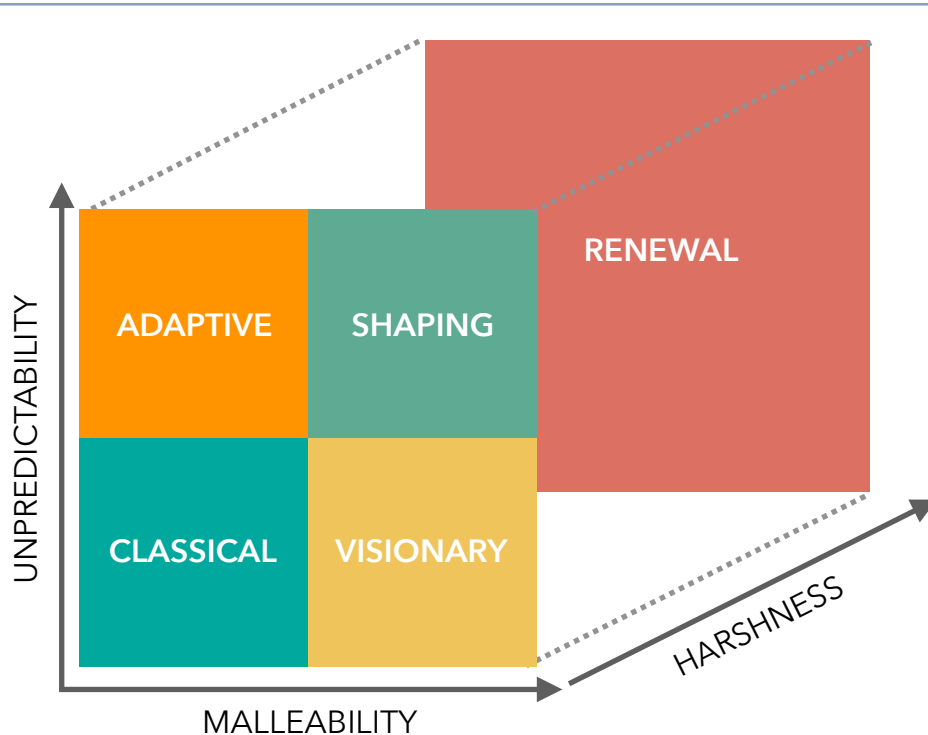 RENEWAL
ADAPTIVE
SHAPING
UNPREDICTABILITY
CLASSICAL
VISIONARY
HARSHNESS
MALLEABILITY